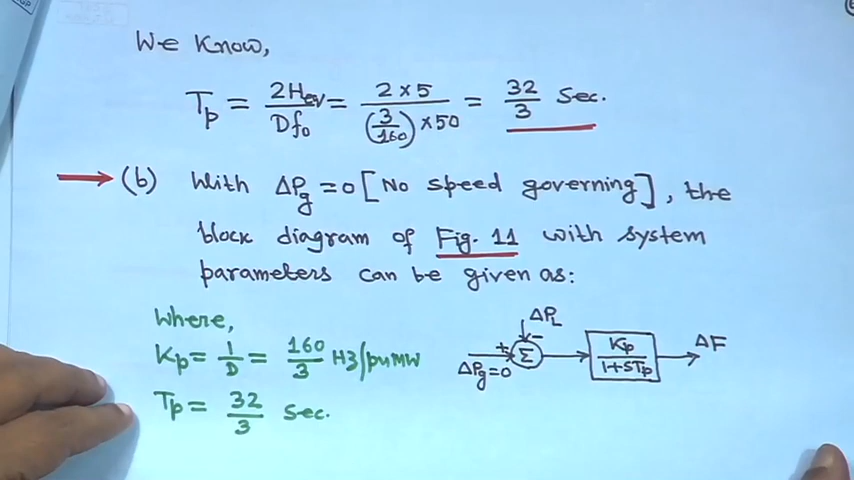 We Know,
Tp = 2Hev / Df₀ = 2 × 5 / (3/160) × 50 = 32/3 Sec.
(b) With ΔPg = 0 [No speed governing], the
block diagram of Fig. 11 with system
parameters can be given as:
Where,
Kp = 1/D = 160/3 HZ/puMW
Tp = 32/3 Sec.
ΔPL
+ Σ -
ΔPg = 0
Kp / 1+STp
ΔF